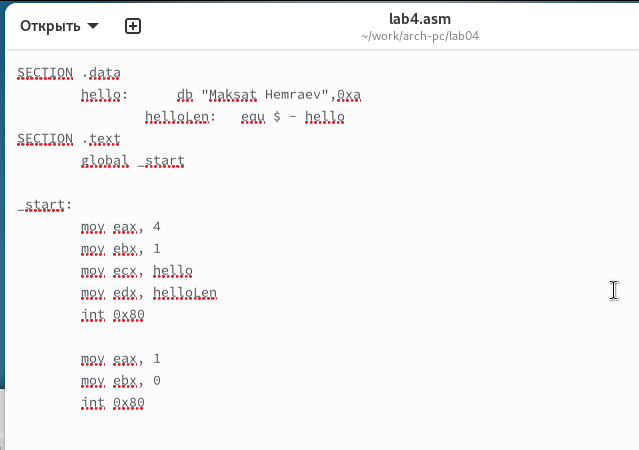 Открыть
lab4.asm
~/work/arch-pc/lab04
SECTION .data
hello: db "Maksat Hemraev",0xa
helloLen: equ $ - hello
SECTION .text
global _start
_start:
mov eax, 4
mov ebx, 1
mov ecx, hello
mov edx, helloLen
int 0x80
mov eax, 1
mov ebx, 0
int 0x80